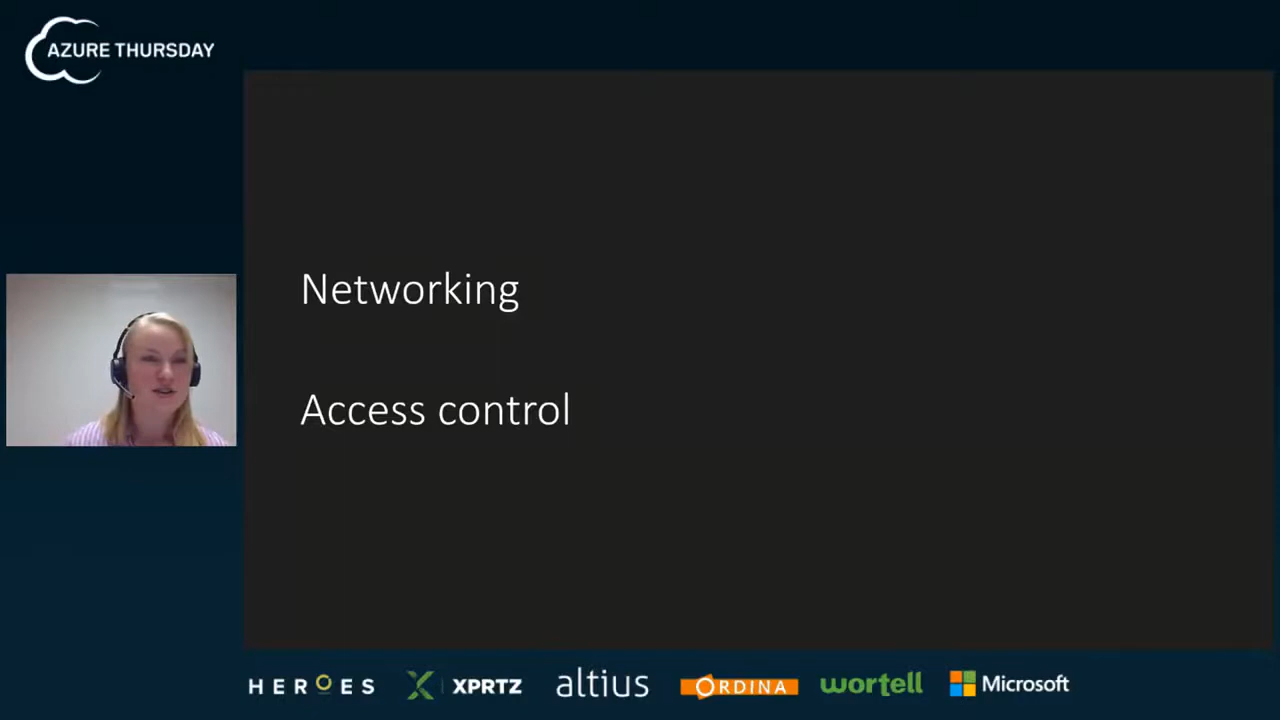 AZURE THURSDAY
Networking
Access control
HEROES XPRTZ altius ORDINA wortell Microsoft